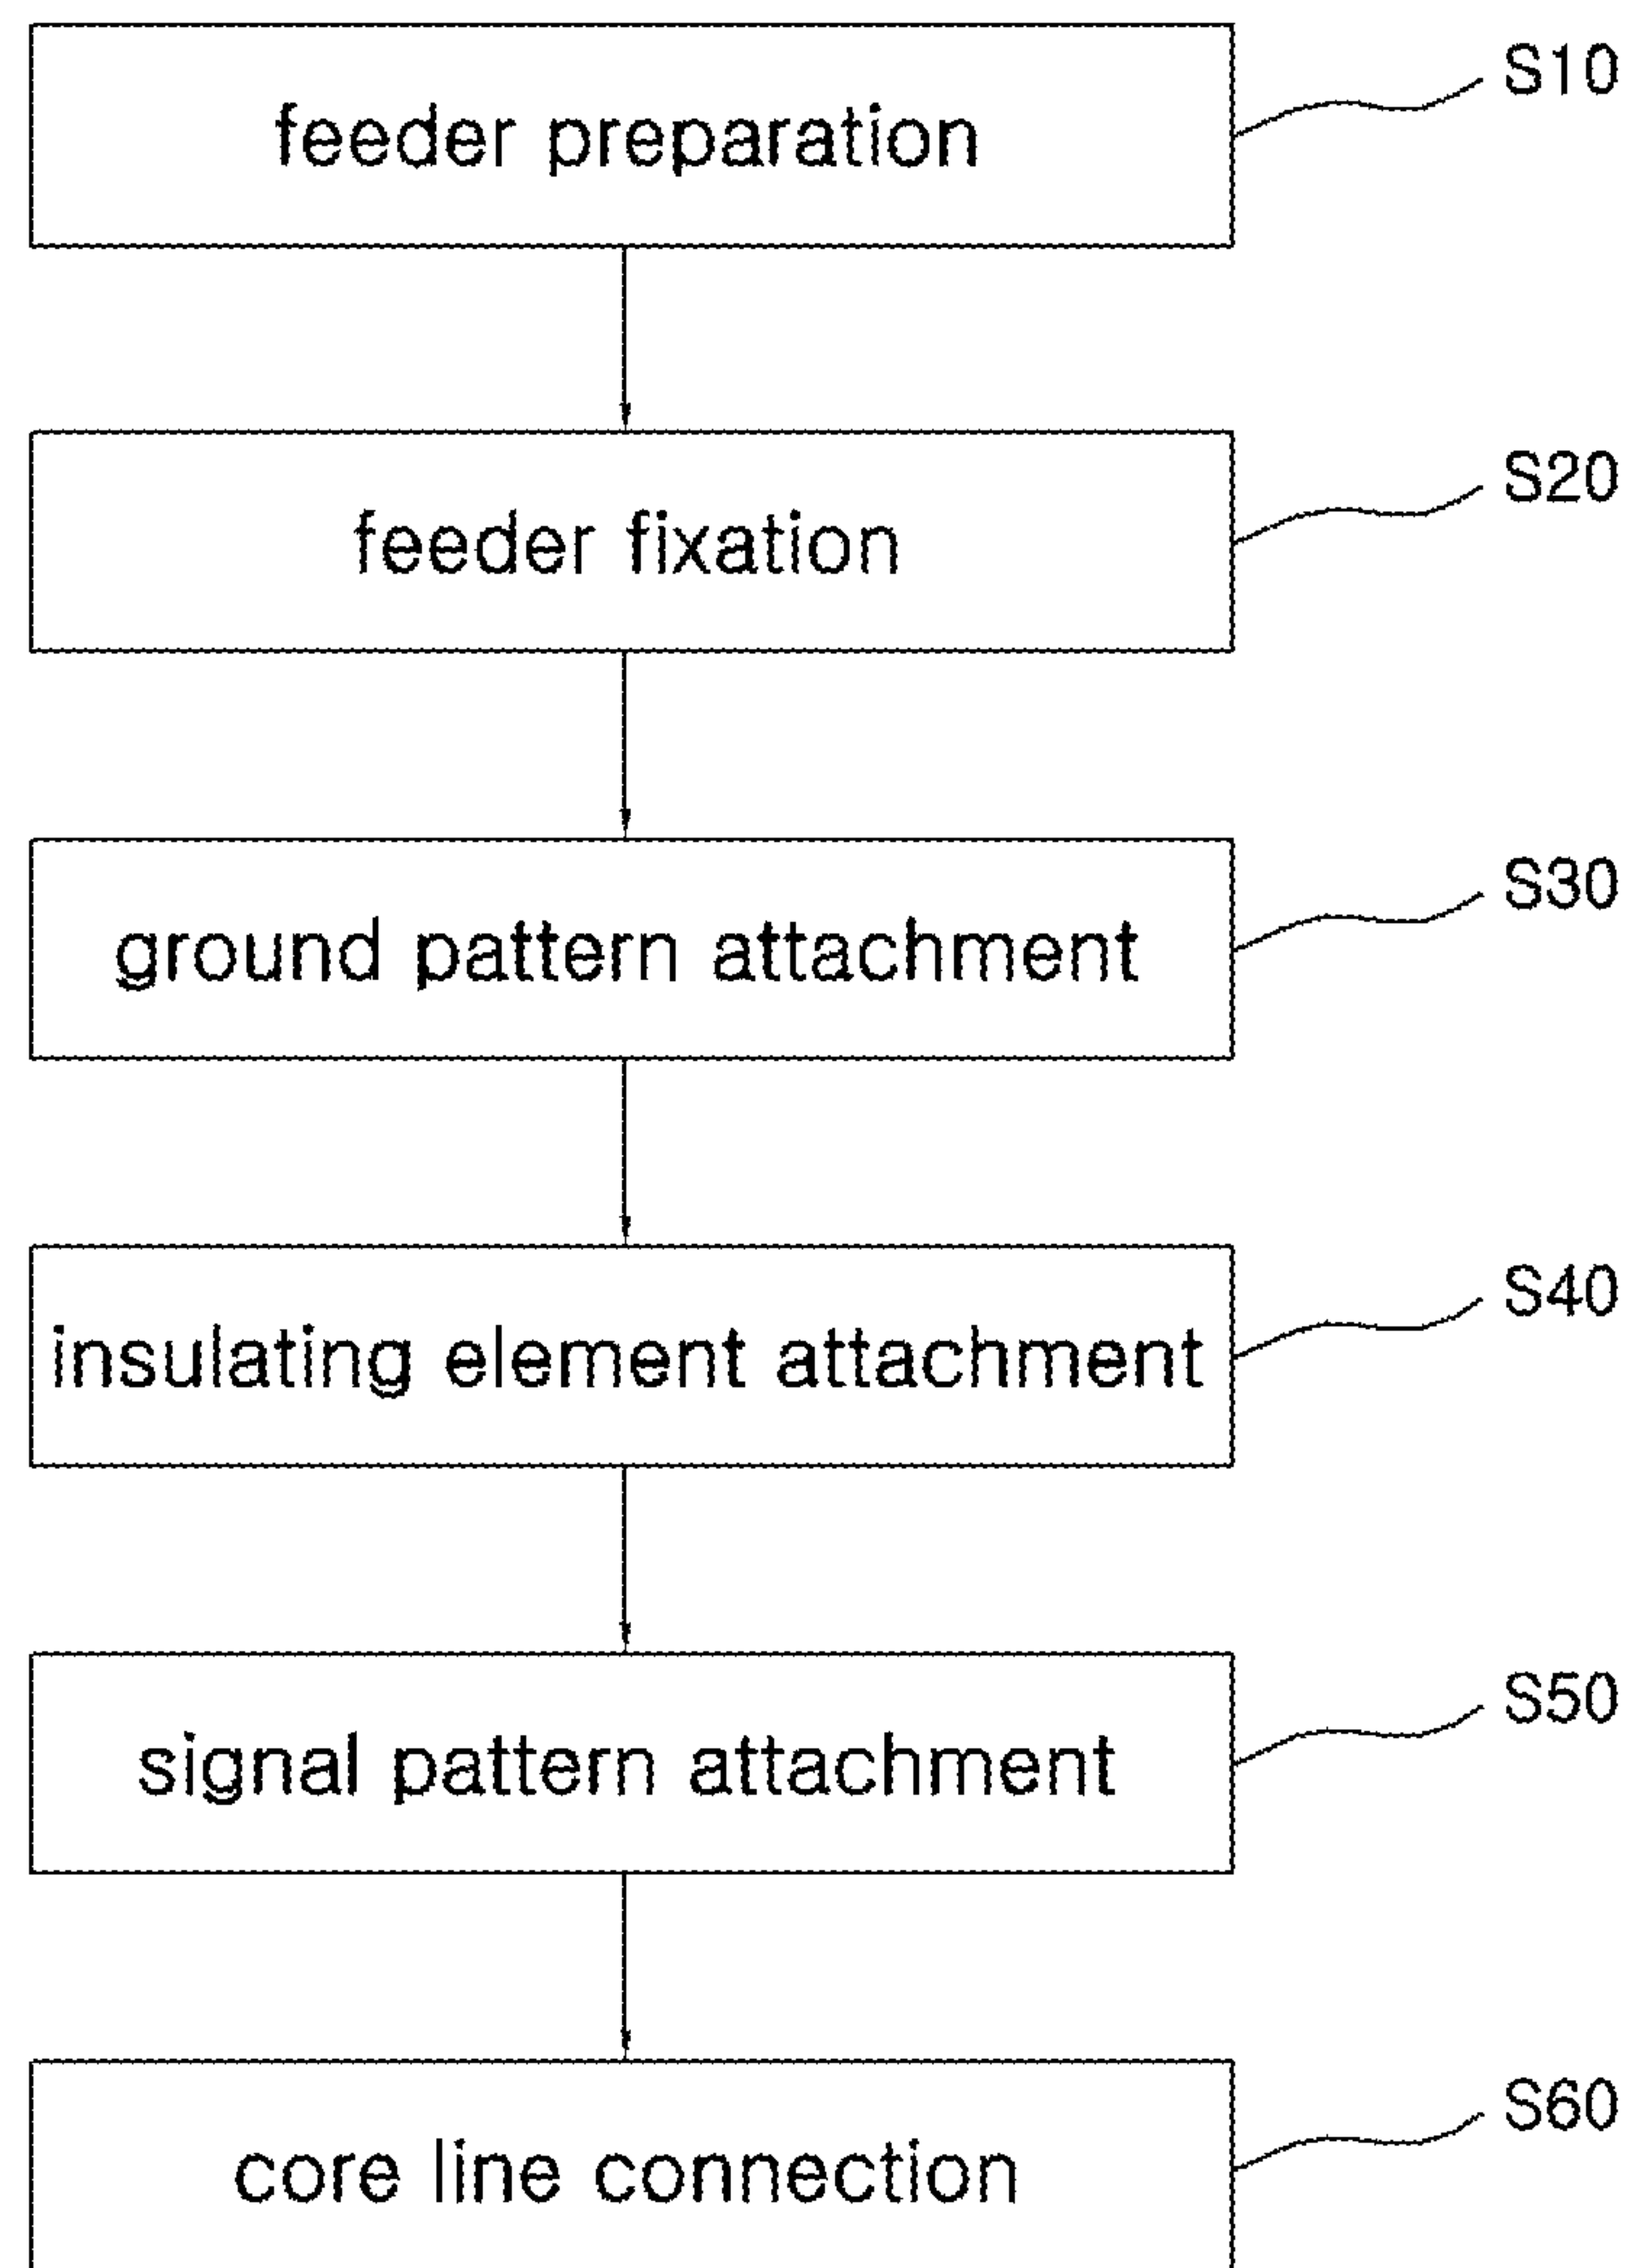 feeder preparation
S10
feeder fixation
S20
ground pattern attachment
S30
insulating element attachment
S40
signal pattern attachment
S50
core line connection
S60